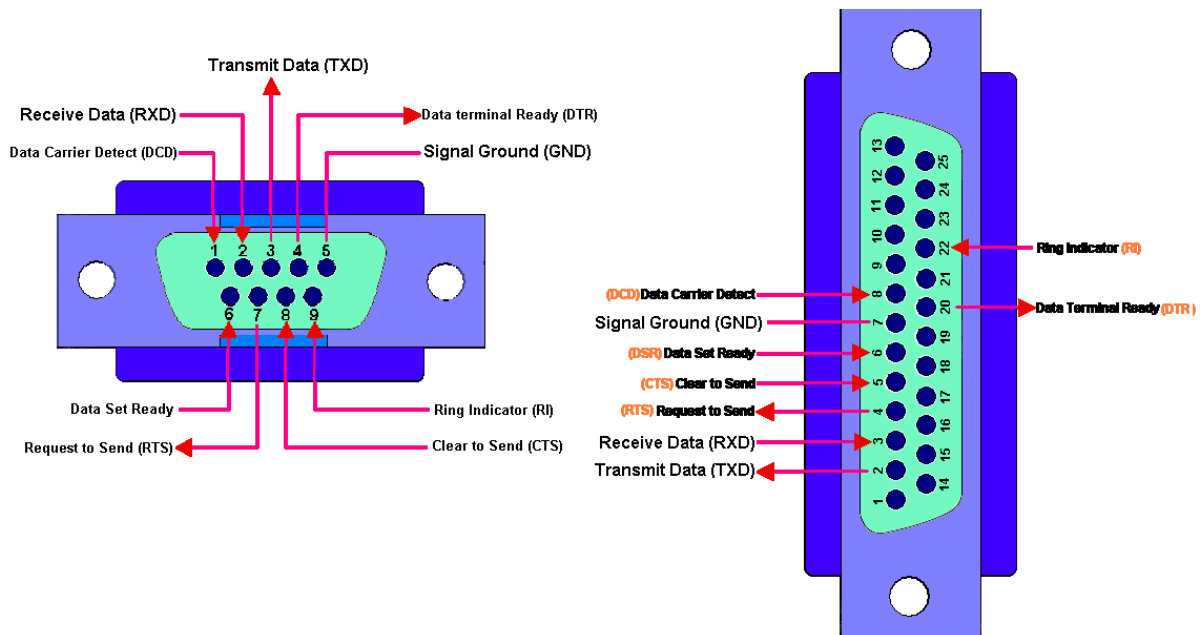 Transmit Data (TXD)
Receive Data (RXD)
Data terminal Ready (DTR)
Data Carrier Detect (DCD)
Signal Ground (GND)
1 2 3 4 5
6 7 8 9
Data Set Ready
Ring Indicator (RI)
Request to Send (RTS)
Clear to Send (CTS)
13
25
12
24
11
23
10
22
Ring Indicator (RI)
9
21
(DCD) Data Carrier Detect
8
20
Data Terminal Ready (DTR)
Signal Ground (GND)
7
19
(DSR) Data Set Ready
6
18
(CTS) Clear to Send
5
17
(RTS) Request to Send
4
16
Receive Data (RXD)
3
15
Transmit Data (TXD)
2
14
1